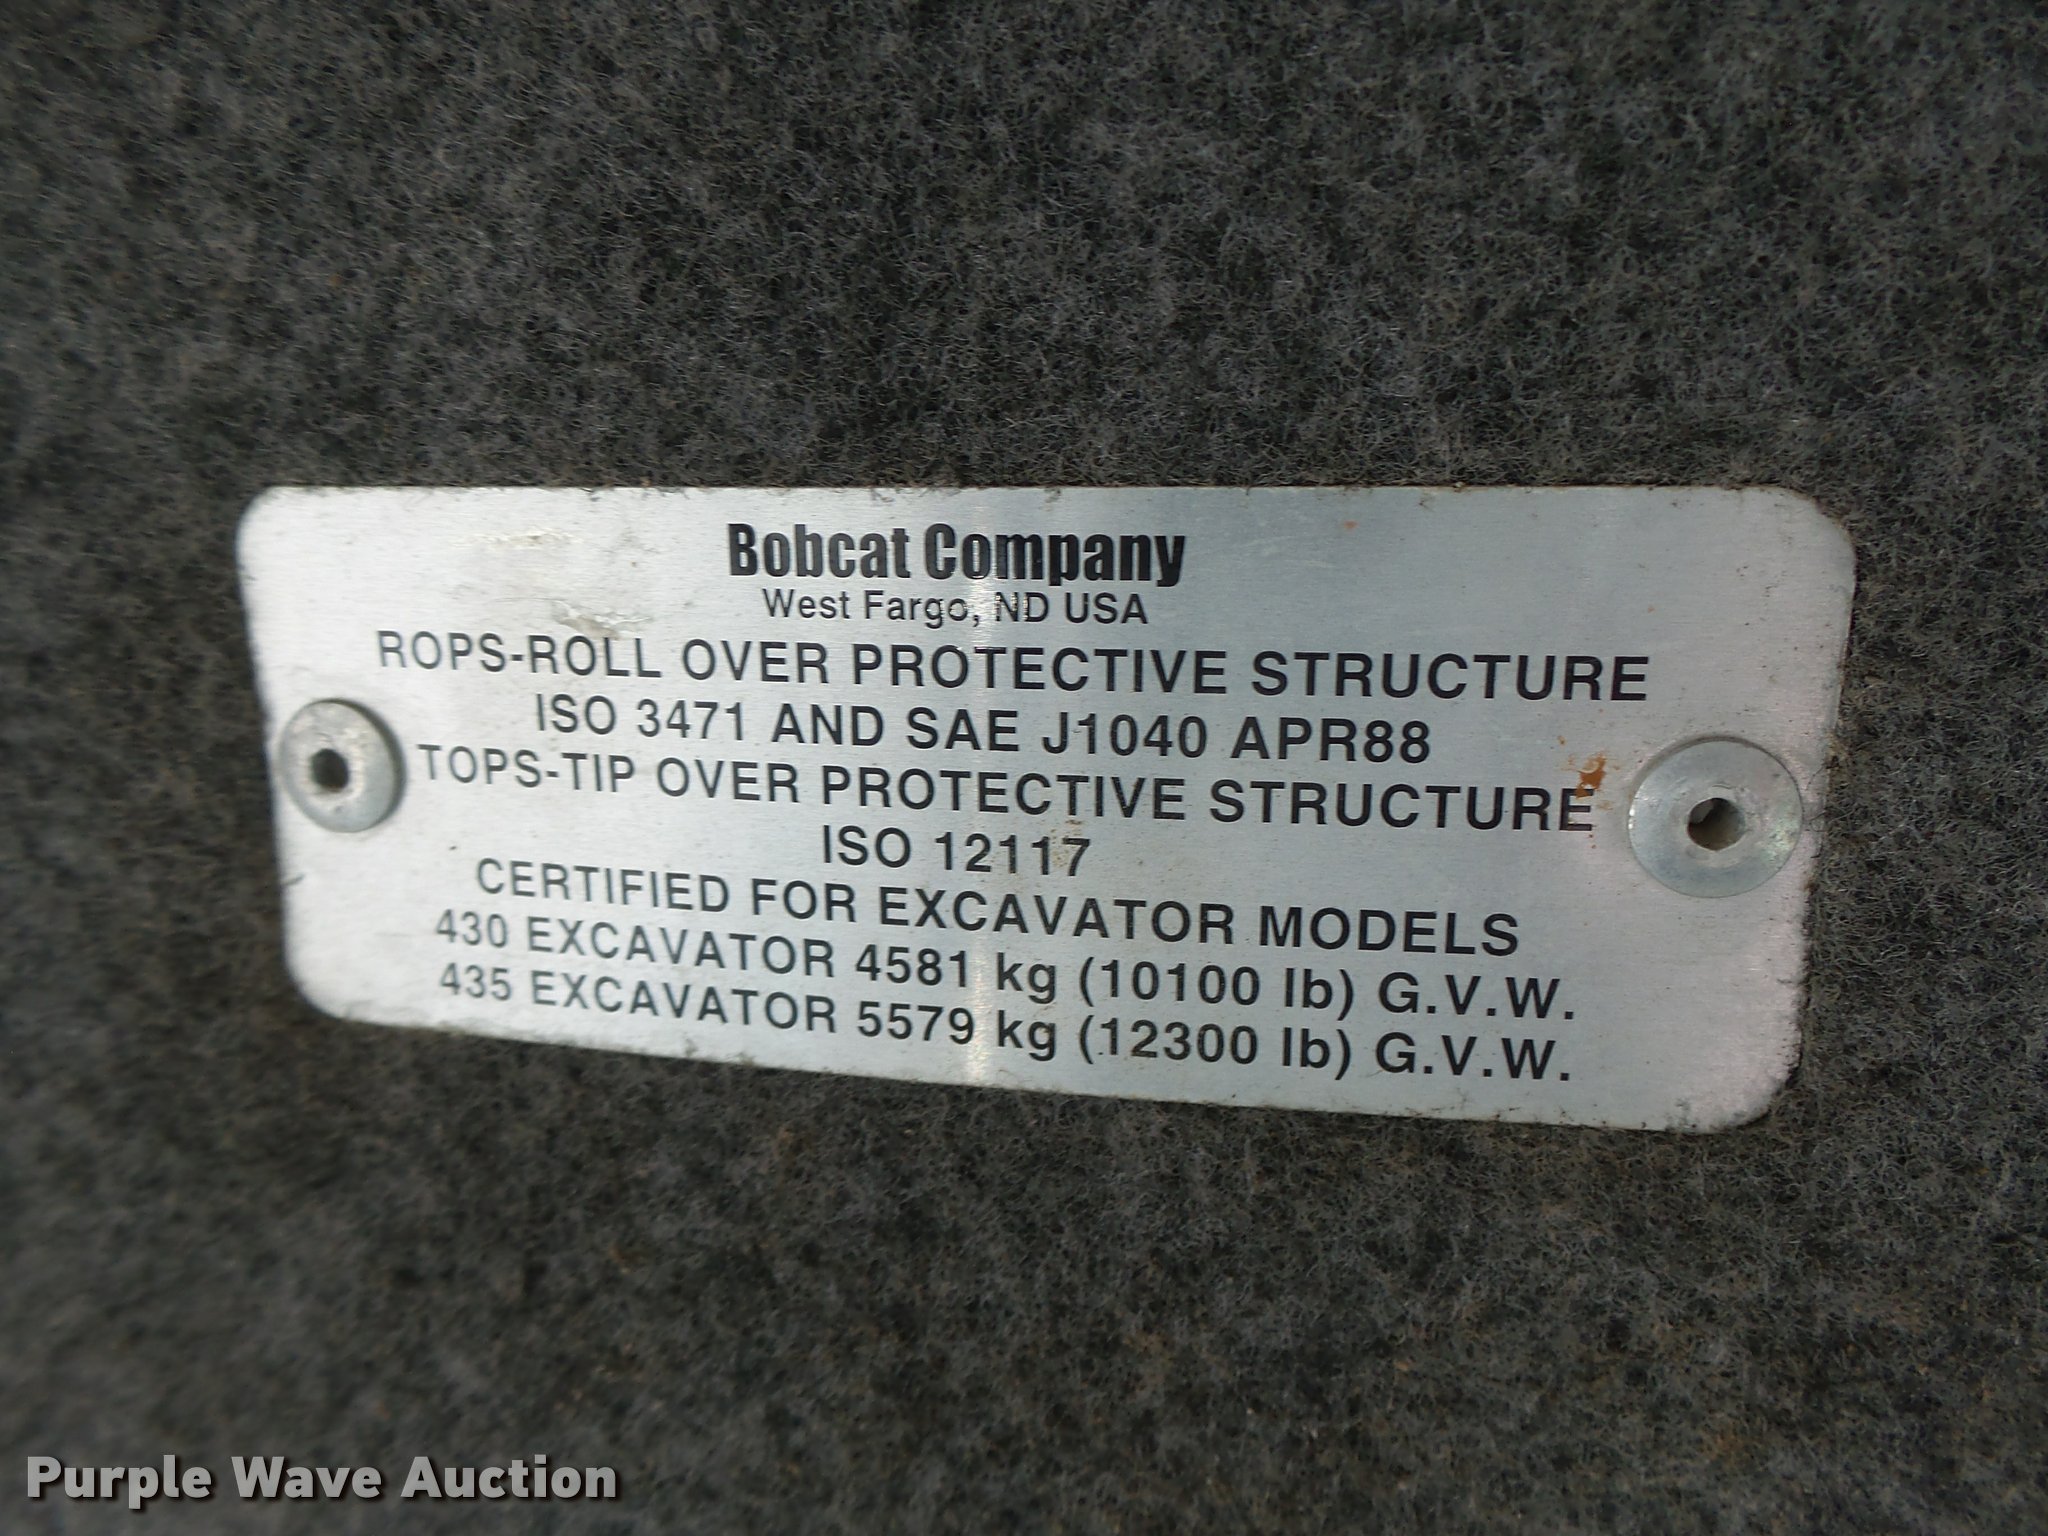 Bobcat Company
West Fargo, ND USA
ROPS-ROLL OVER PROTECTIVE STRUCTURE
ISO 3471 AND SAE J1040 APR88
TOPS-TIP OVER PROTECTIVE STRUCTURE
ISO 12117
CERTIFIED FOR EXCAVATOR MODELS
430 EXCAVATOR 4581 kg (10100 lb) G.V.W.
435 EXCAVATOR 5579 kg (12300 lb) G.V.W.
Purple Wave Auction